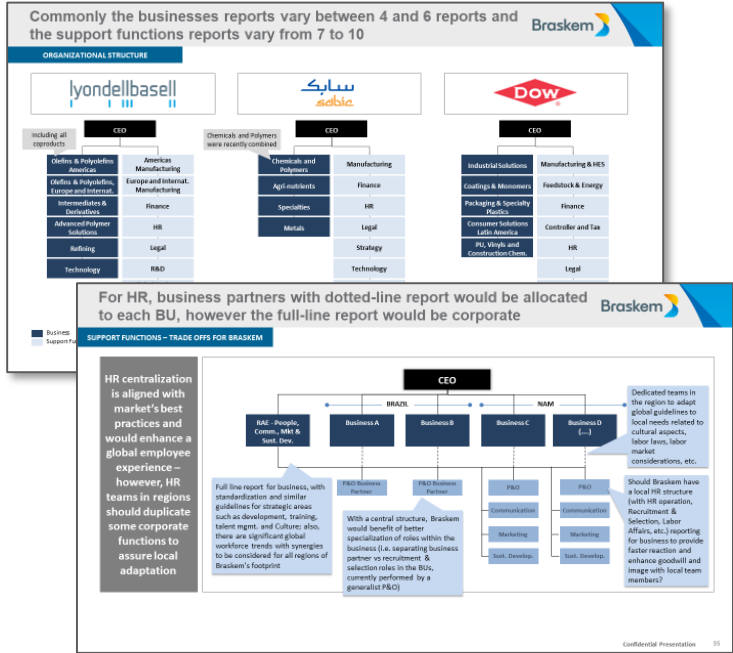 Commonly the businesses reports vary between 4 and 6 reports and
the support functions reports vary from 7 to 10
Braskem
ORGANIZATIONAL STRUCTURE
lyondellbasell
سابك
sabic
DOW
Including all
coproducts
CEO
Olefins & Polyolefins
Americas
Olefins & Polyolefins,
Europe and Internat.
Intermediates &
Derivatives
Advanced Polymer
Solutions
Refining
Technology
Americas
Manufacturing
Europe and Internat.
Manufacturing
Finance
HR
Legal
R&D
Chemicals and Polymers
were recently combined
CEO
Chemicals and
Polymers
Agri-nutrients
Specialties
Metals
Manufacturing
Finance
HR
Legal
Strategy
Technology
CEO
Industrial Solutions
Coatings & Monomers
Packaging & Specialty
Plastics
Consumer Solutions
Latin America
PU, Vinyls and
Construction Chem.
Manufacturing & HES
Feedstock & Energy
Finance
Controller and Tax
HR
Legal
Business
Support Fu
For HR, business partners with dotted-line report would be allocated
to each BU, however the full-line report would be corporate
Braskem
SUPPORT FUNCTIONS – TRADE OFFS FOR BRASKEM
HR centralization
is aligned with
market's best
practices and
would enhance a
global employee
experience –
however, HR
teams in regions
should duplicate
some corporate
functions to
assure local
adaptation
CEO
BRAZIL
NAM
RAE - People,
Comm., Mkt &
Sust. Dev.
Business A
Business B
Business C
Business D
(....)
P&O Business
Partner
P&O Business
Partner
P&O
Communication
Marketing
Sust. Develop.
P&O
Communication
Marketing
Sust. Develop.
Full line report for business, with
standardization and similar
guidelines for strategic areas
such as development, training,
talent mgmt. and Culture; also,
there are significant global
workforce trends with synergies
to be considered for all regions of
Braskem's footprint
With a central structure, Braskem
would benefit of better
specialization of roles within the
business (i.e. separating business
partner vs recruitment &
selection roles in the BUs,
currently performed by a
generalist P&O)
Dedicated teams in
the region to adapt
global guidelines to
local needs related to
cultural aspects,
labor laws, labor
market
considerations, etc.
Should Braskem have
a local HR structure
(with HR operation,
Recruitment &
Selection, Labor
Affairs, etc.) reporting
for business to provide
faster reaction and
enhance goodwill and
image with local team
members?
Confidential Presentation
35